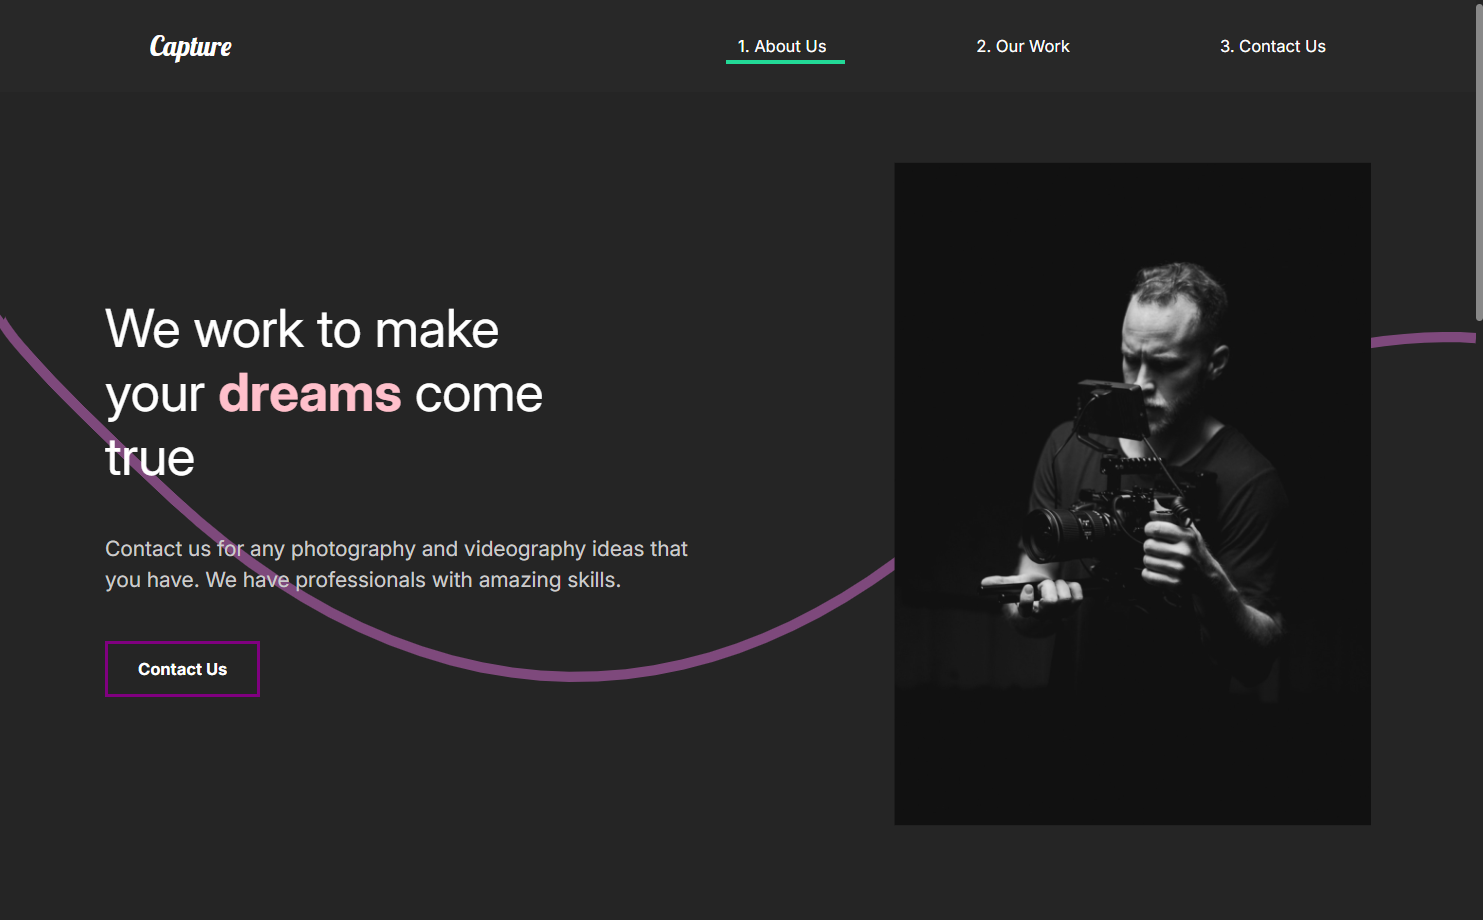 Capture
1. About Us
2. Our Work
3. Contact Us
We work to make
your dreams come
true
Contact us for any photography and videography ideas that
you have. We have professionals with amazing skills.
Contact Us